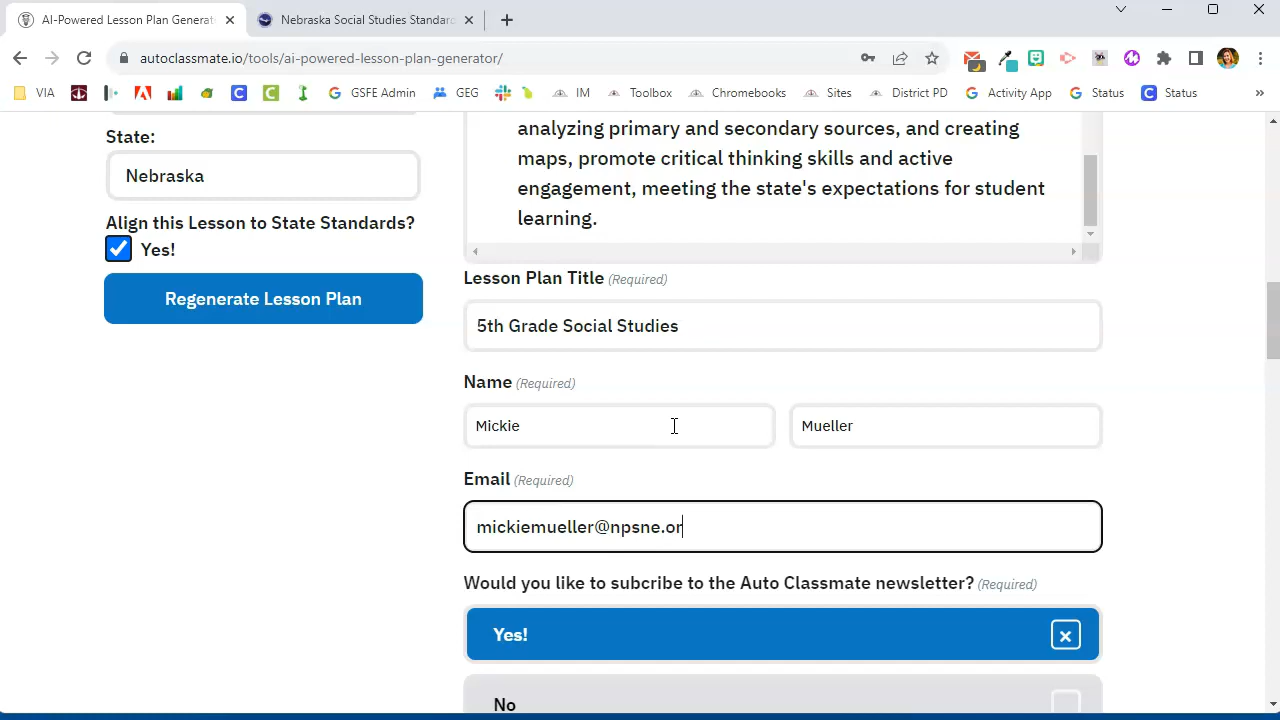 AI-Powered Lesson Plan Generat
Nebraska Social Studies Standar
autoclassmate.io/tools/ai-powered-lesson-plan-generator/
VIA
GSFE Admin
GEG
IM
Toolbox
Chromebooks
Sites
District PD
Activity App
Status
Status
State:
Nebraska
Align this Lesson to State Standards?
Yes!
Regenerate Lesson Plan
analyzing primary and secondary sources, and creating
maps, promote critical thinking skills and active
engagement, meeting the state's expectations for student
learning.
Lesson Plan Title (Required)
5th Grade Social Studies
Name (Required)
Mickie
Mueller
Email (Required)
mickiemueller@npsne.or
Would you like to subcribe to the Auto Classmate newsletter? (Required)
Yes!
No